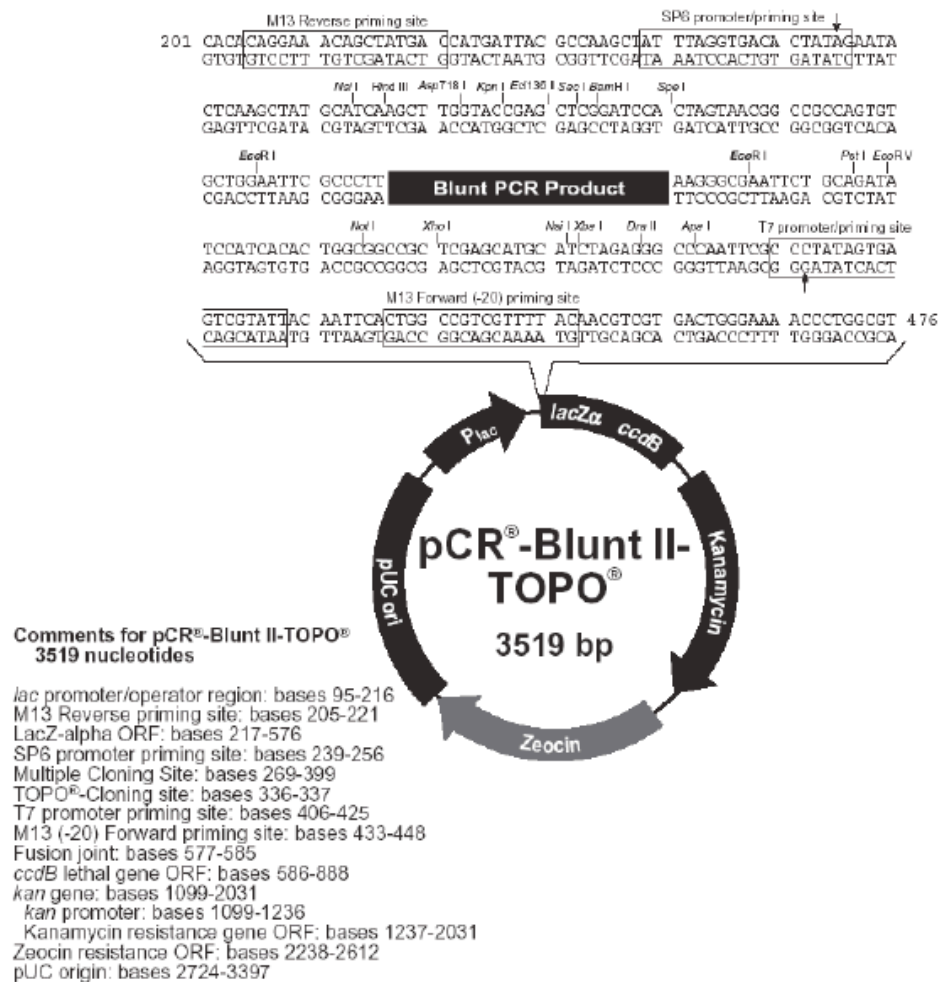 M13 Reverse priming site SP6 promoter/priming site
201 CACACAGGAA ACAGCTATGAC CATGATTACG CCAAGCTAT TTAGGTGACA CTATAGAATA
GTGTGTCCTT TGTCGATACTG GTACTAATGC GGTTCGATA AATCCACTGT GATATCTTAT
Nsi I Hind III Asp718 I Kpn I Ecl136 II Sac I BamH I Spe I
CTCAAGCTAT GCATCAAGCTT GGTACCGAG CTCGGATCCA CTAGTAACGG CCGCCAGTGT
GAGTTCGATA CGTAGTTCGAA CCATGGCTC GAGCCTAGGT GATCATTGCC GGCGGTCACA
EcoR I EcoR I Pst I EcoR V
GCTGGAATTC GCCCTT Blunt PCR Product AAGGGCGAATTCT GCAGATA
CGACCTTAAG CGGGAA TTCCCGCTTAAGA CGTCTAT
Not I Xho I Nsi I Xba I Dra II Apa I T7 promoter/priming site
TCCATCACAC TGGCGGCCGC TCGAGCATGC ATCTAGAGGG CCCAATTCGC CCTATAGTGA
AGGTAGTGTG ACCGCCGGCG AGCTCGTACG TAGATCTCCC GGGTTAAGCG GGATATCACT
M13 Forward (-20) priming site
GTCGTATTAC AATTCACTGG CCGTCGTTTT ACAACGTCGT GACTGGGAAA ACCCTGGCGT 476
CAGCATAATG TTAAGTGACC GGCAGCAAAA TGTTGCAGCA CTGACCCTTT TGGGACCGCA
Plac lacZα ccdB
pUC ori Kanamycin
pCR®-Blunt II-
TOPO®
3519 bp
Zeocin
Comments for pCR®-Blunt II-TOPO®
3519 nucleotides
lac promoter/operator region: bases 95-216
M13 Reverse priming site: bases 205-221
LacZ-alpha ORF: bases 217-576
SP6 promoter priming site: bases 239-256
Multiple Cloning Site: bases 269-399
TOPO®-Cloning site: bases 336-337
T7 promoter priming site: bases 406-425
M13 (-20) Forward priming site: bases 433-448
Fusion joint: bases 577-585
ccdB lethal gene ORF: bases 586-888
kan gene: bases 1099-2031
kan promoter: bases 1099-1236
Kanamycin resistance gene ORF: bases 1237-2031
Zeocin resistance ORF: bases 2238-2612
pUC origin: bases 2724-3397